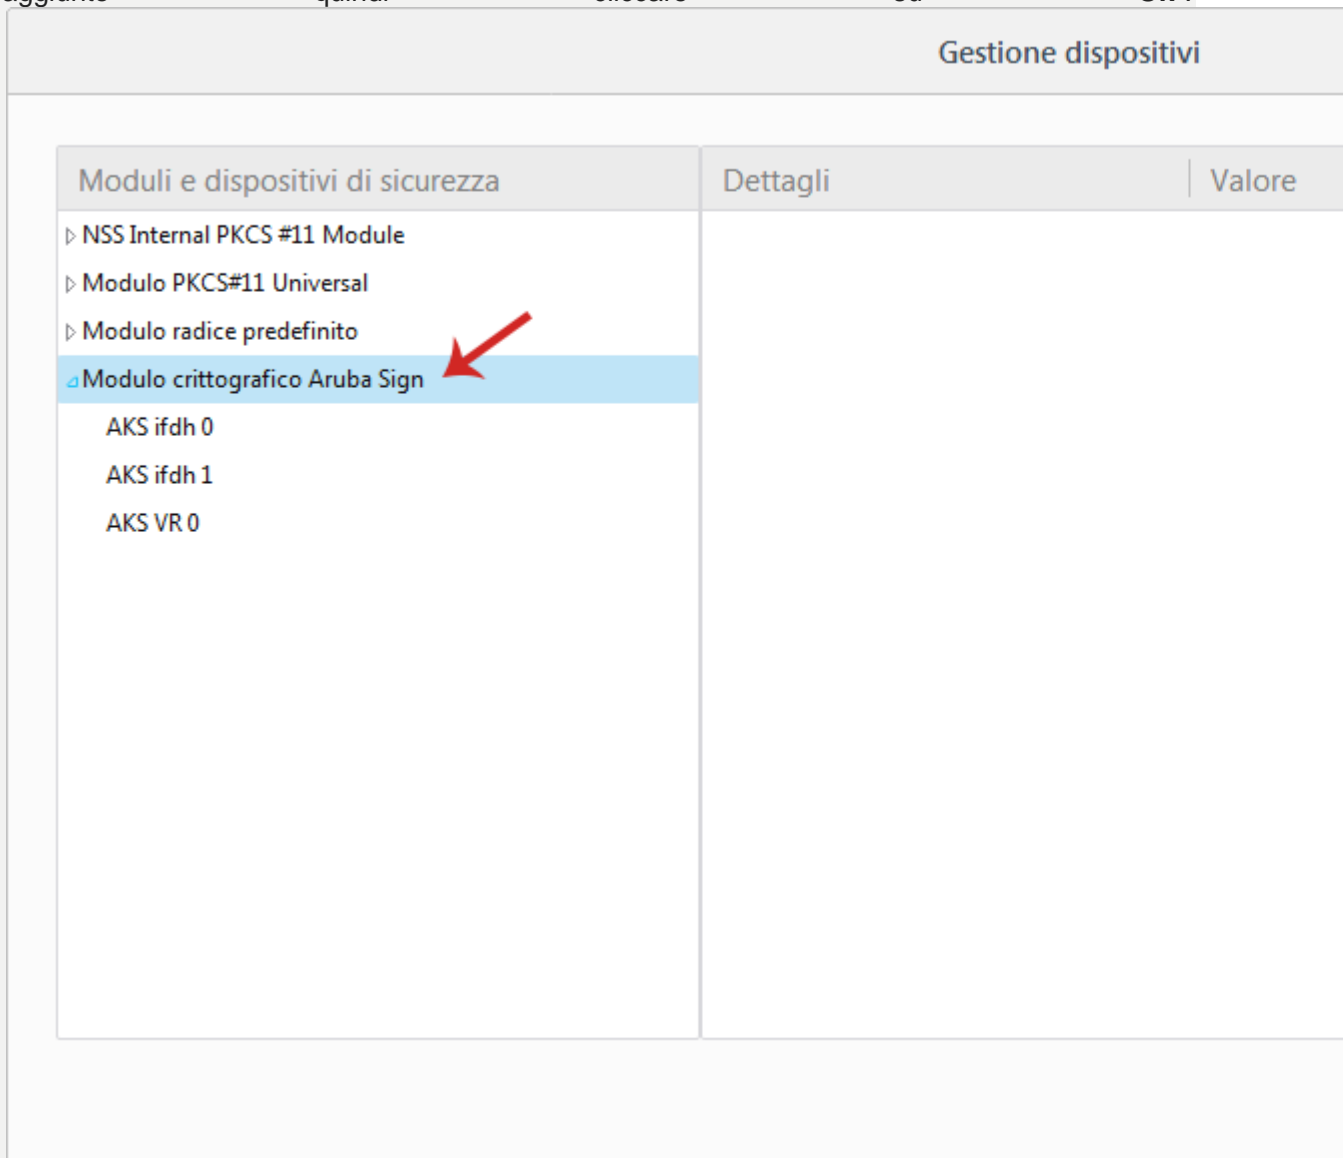 Gestione dispositivi
Moduli e dispositivi di sicurezza Dettagli Valore
NSS Internal PKCS #11 Module
Modulo PKCS#11 Universal
Modulo radice predefinito
Modulo crittografico Aruba Sign
AKS ifdh 0
AKS ifdh 1
AKS VR 0